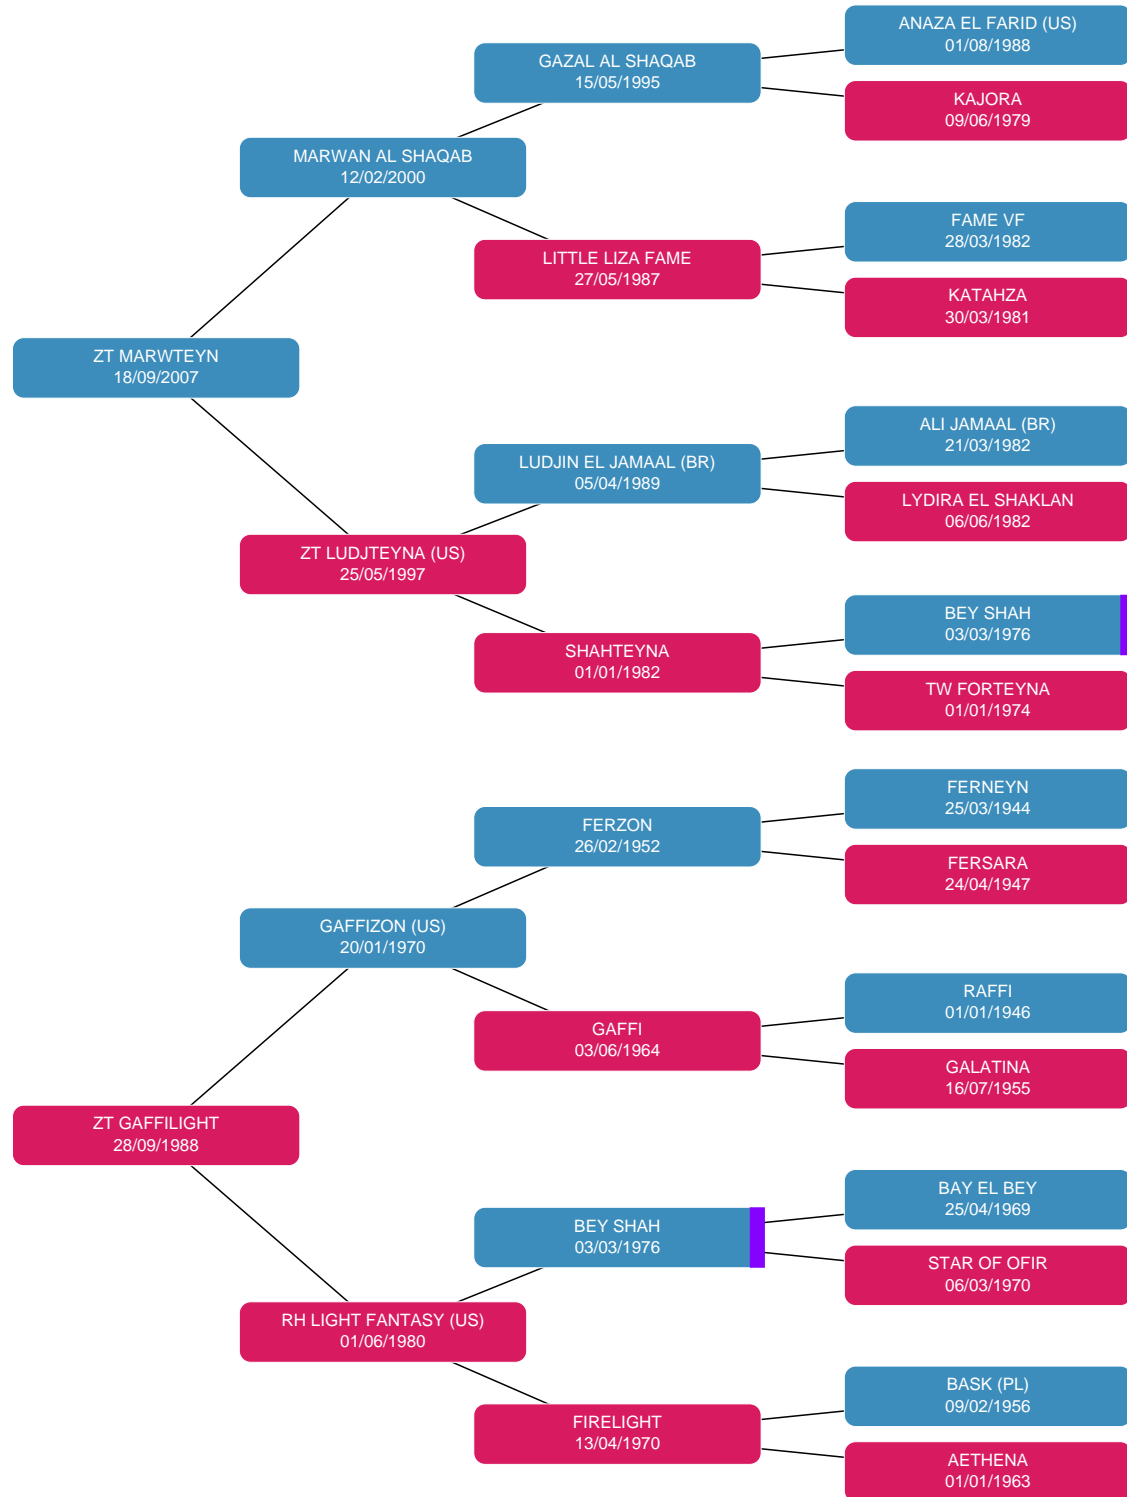 ANAZA EL FARID (US)
01/08/1988
GAZAL AL SHAQAB
15/05/1995
KAJORA
09/06/1979
MARWAN AL SHAQAB
12/02/2000
FAME VF
28/03/1982
LITTLE LIZA FAME
27/05/1987
KATAHZA
30/03/1981
ZT MARWTEYN
18/09/2007
ALI JAMAAL (BR)
21/03/1982
LUDJIN EL JAMAAL (BR)
05/04/1989
LYDIRA EL SHAKLAN
06/06/1982
ZT LUDJTEYNA (US)
25/05/1997
BEY SHAH
03/03/1976
SHAHTEYNA
01/01/1982
TW FORTEYNA
01/01/1974
FERNEYN
25/03/1944
FERZON
26/02/1952
FERSARA
24/04/1947
GAFFIZON (US)
20/01/1970
RAFFI
01/01/1946
GAFFI
03/06/1964
GALATINA
16/07/1955
ZT GAFFILIGHT
28/09/1988
BAY EL BEY
25/04/1969
BEY SHAH
03/03/1976
STAR OF OFIR
06/03/1970
RH LIGHT FANTASY (US)
01/06/1980
BASK (PL)
09/02/1956
FIRELIGHT
13/04/1970
AETHENA
01/01/1963